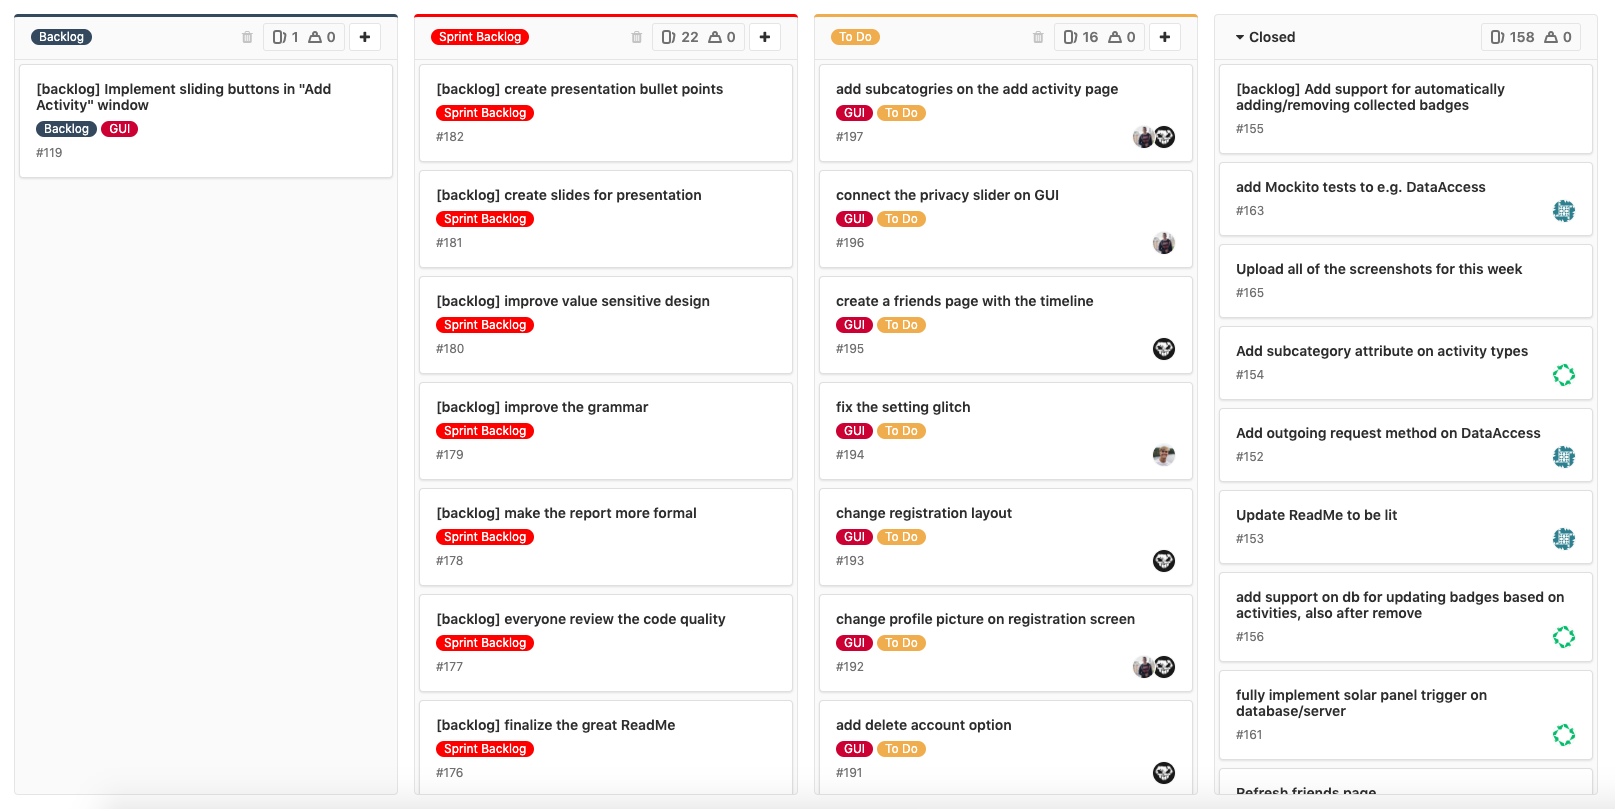 Backlog
1 0
[backlog] Implement sliding buttons in "Add
Activity" window
Backlog GUI
#119
Sprint Backlog
22 0
[backlog] create presentation bullet points
Sprint Backlog
#182
[backlog] create slides for presentation
Sprint Backlog
#181
[backlog] improve value sensitive design
Sprint Backlog
#180
[backlog] improve the grammar
Sprint Backlog
#179
[backlog] make the report more formal
Sprint Backlog
#178
[backlog] everyone review the code quality
Sprint Backlog
#177
[backlog] finalize the great ReadMe
Sprint Backlog
#176
To Do
16 0
add subcatogries on the add activity page
GUI To Do
#197
connect the privacy slider on GUI
GUI To Do
#196
create a friends page with the timeline
GUI To Do
#195
fix the setting glitch
GUI To Do
#194
change registration layout
GUI To Do
#193
change profile picture on registration screen
GUI To Do
#192
add delete account option
GUI To Do
#191
Closed
158 0
[backlog] Add support for automatically
adding/removing collected badges
#155
add Mockito tests to e.g. DataAccess
#163
Upload all of the screenshots for this week
#165
Add subcategory attribute on activity types
#154
Add outgoing request method on DataAccess
#152
Update ReadMe to be lit
#153
add support on db for updating badges based on
activities, also after remove
#156
fully implement solar panel trigger on
database/server
#161
Refresh friends page